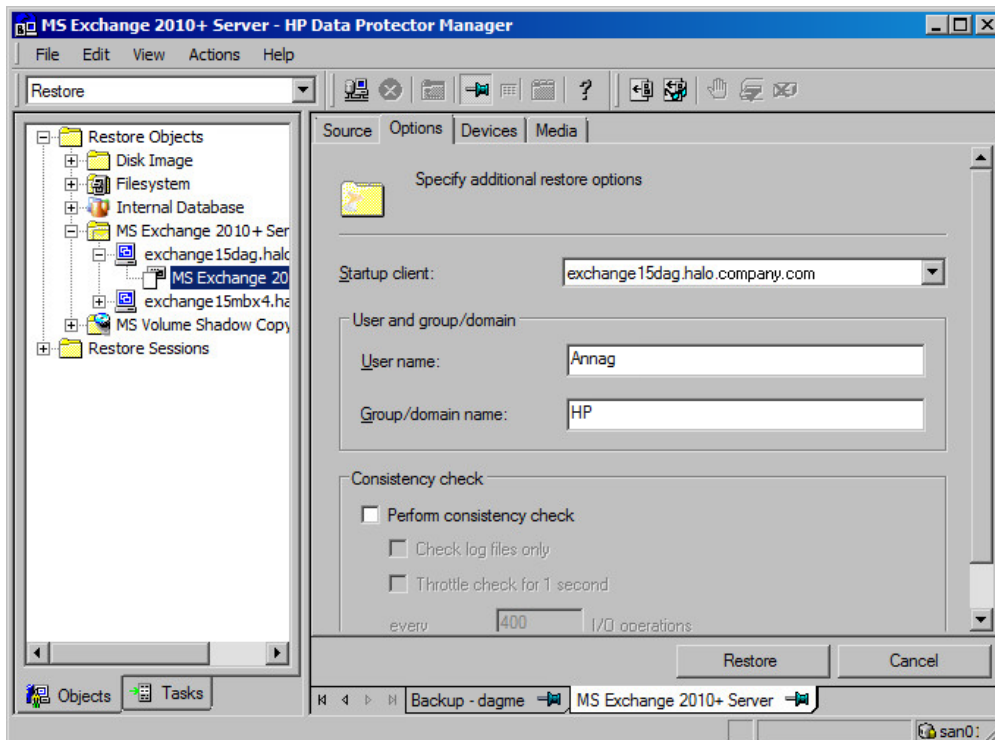 MS Exchange 2010+ Server - HP Data Protector Manager
File Edit View Actions Help
Restore
Restore Objects
Disk Image
Filesystem
Internal Database
MS Exchange 2010+ Ser
exchange15dag.halo
MS Exchange 20
exchange15mbx4.ha
MS Volume Shadow Copy
Restore Sessions
Objects Tasks
Source Options Devices Media
Specify additional restore options
Startup client: exchange15dag.halo.company.com
User and group/domain
User name: Annag
Group/domain name: HP
Consistency check
Perform consistency check
Check log files only
Throttle check for 1 second
every 400 I/O operations
Restore Cancel
Backup - dagme MS Exchange 2010+ Server
san01